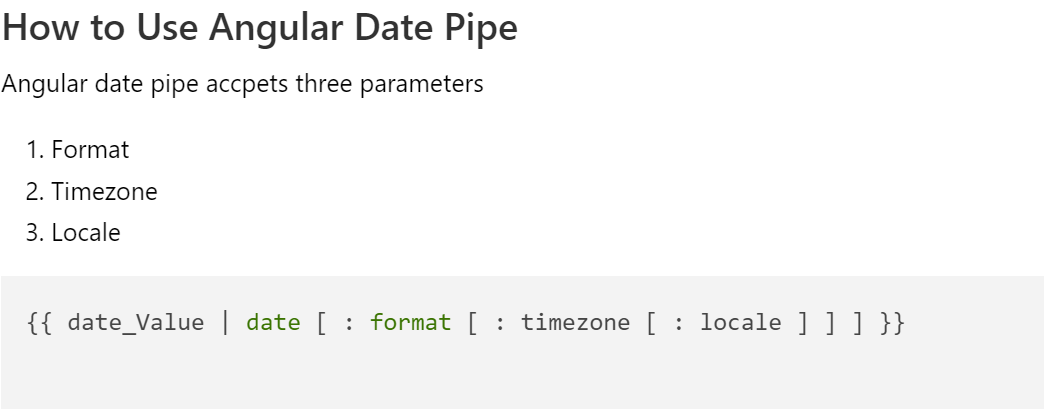 How to Use Angular Date Pipe
Angular date pipe accpets three parameters
1. Format
2. Timezone
3. Locale
{{ date_Value | date [ : format [ : timezone [ : locale ] ] ] }}